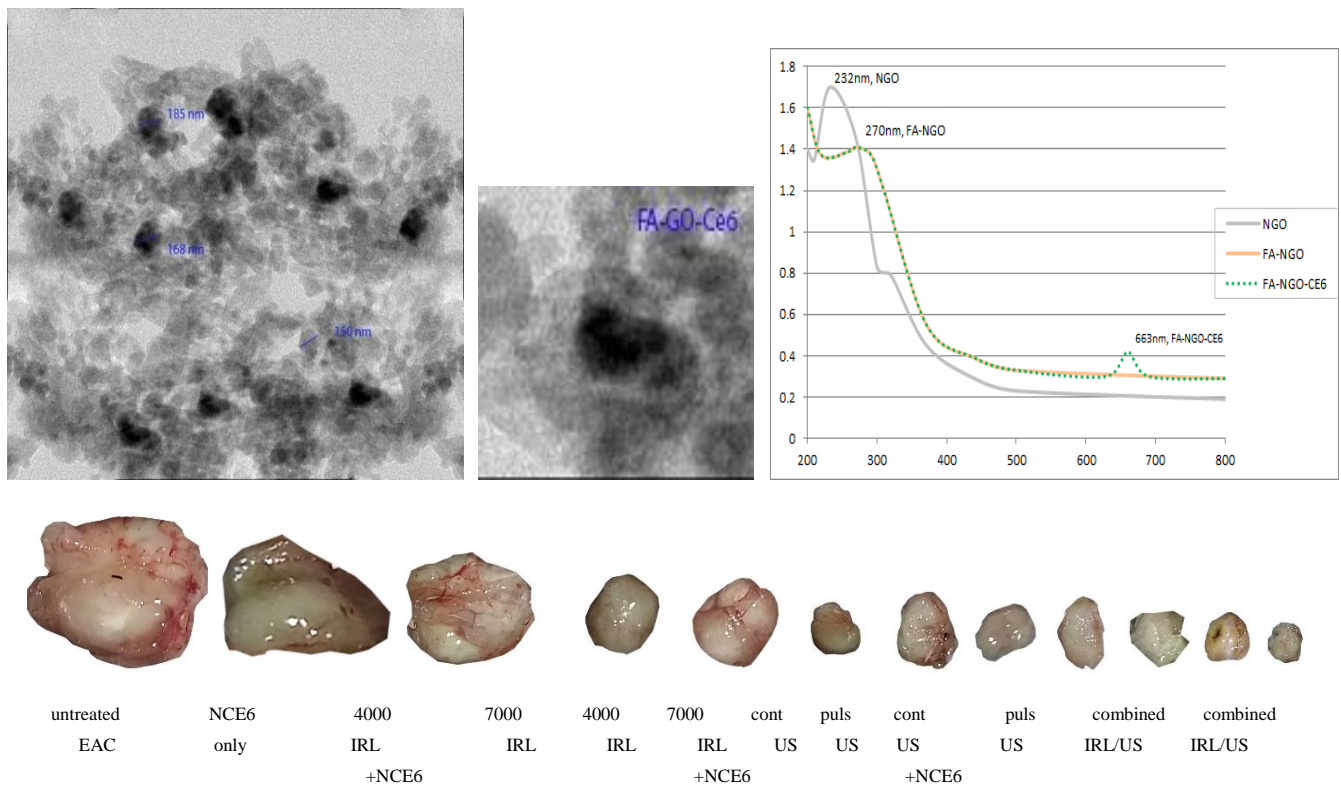 185 nm
168 nm
150 nm
FA-GO-Ce6
1.8
1.6
1.4
1.2
1
0.8
0.6
0.4
0.2
0
200 300 400 500 600 700 800
232nm, NGO
270nm, FA-NGO
663nm, FA-NGO-CE6
NGO
FA-NGO
FA-NGO-CE6
untreated NCE6 4000 7000 4000 7000 cont puls cont puls combined combined
EAC only IRL IRL IRL IRL US US US US IRL/US IRL/US
+NCE6 +NCE6 +NCE6